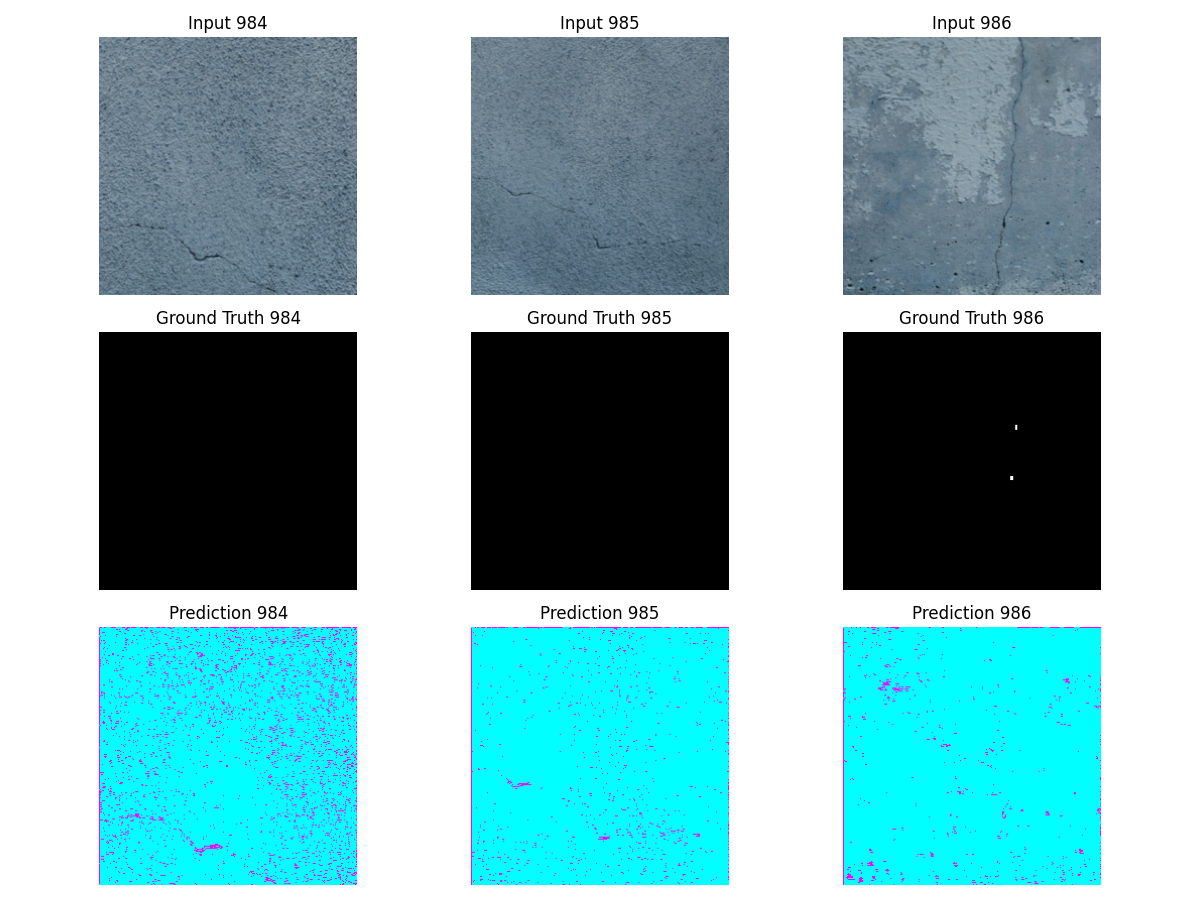 Input 984
Input 985
Input 986
Ground Truth 984
Ground Truth 985
Ground Truth 986
Prediction 984
Prediction 985
Prediction 986